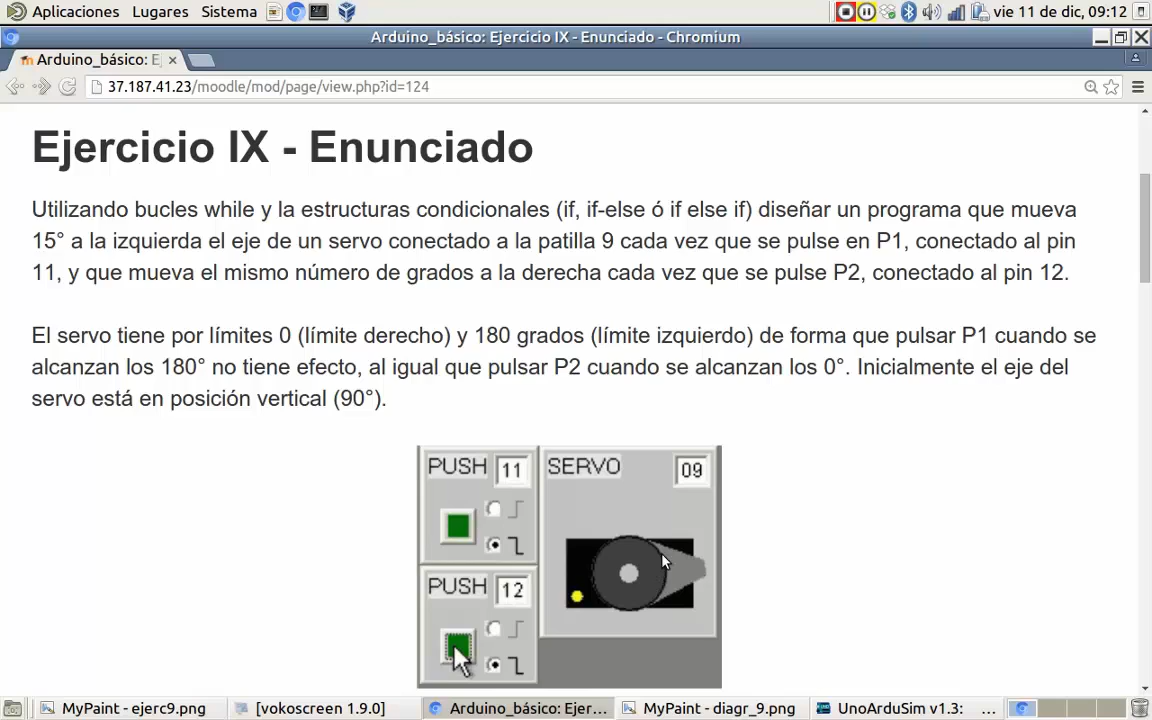 Aplicaciones Lugares Sistema vie 11 de dic, 09:12
Arduino_básico: Ejercicio IX - Enunciado - Chromium
Arduino_básico: E
37.187.41.23/moodle/mod/page/view.php?id=124
Ejercicio IX - Enunciado
Utilizando bucles while y la estructuras condicionales (if, if-else ó if else if) diseñar un programa que mueva
15° a la izquierda el eje de un servo conectado a la patilla 9 cada vez que se pulse en P1, conectado al pin
11, y que mueva el mismo número de grados a la derecha cada vez que se pulse P2, conectado al pin 12.
El servo tiene por límites 0 (límite derecho) y 180 grados (límite izquierdo) de forma que pulsar P1 cuando se
alcanzan los 180° no tiene efecto, al igual que pulsar P2 cuando se alcanzan los 0°. Inicialmente el eje del
servo está en posición vertical (90°).
PUSH 11 SERVO 09
PUSH 12
MyPaint - ejerc9.png [vokoscreen 1.9.0] Arduino_básico: Ejer... MyPaint - diagr_9.png UnoArduSim v1.3: ...